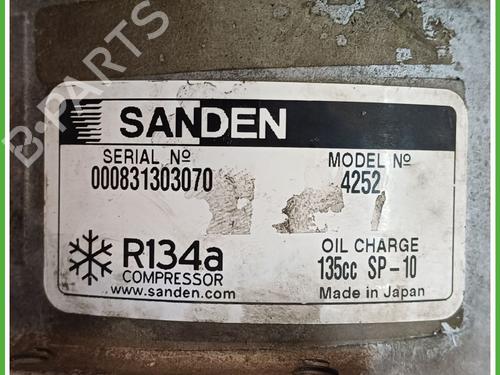 B-PARTS
SANDEN
SERIAL Nº
MODEL Nº
000831303070
4252
R134a
COMPRESSOR
www.sanden.com
OIL CHARGE
135cc SP-10
Made in Japan